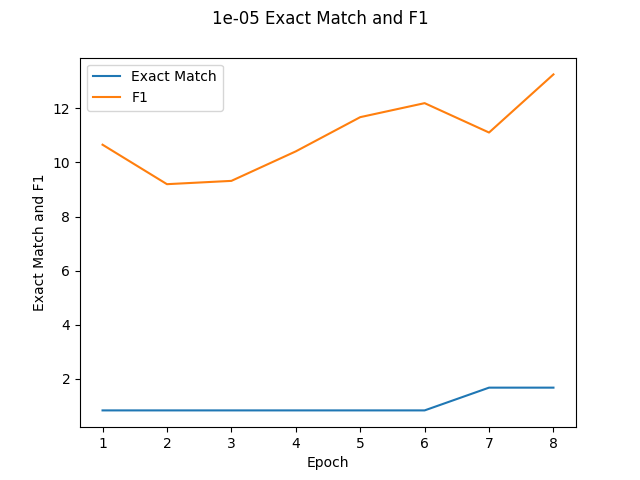 1e-05 Exact Match and F1
Exact Match
F1
12
10
8
6
4
2
Exact Match and F1
1 2 3 4 5 6 7 8
Epoch